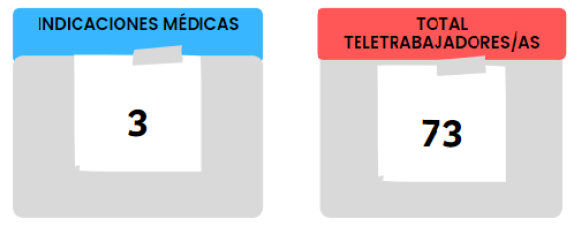 INDICACIONES MÉDICAS
3
TOTAL
TELETRABAJADORES/AS
73